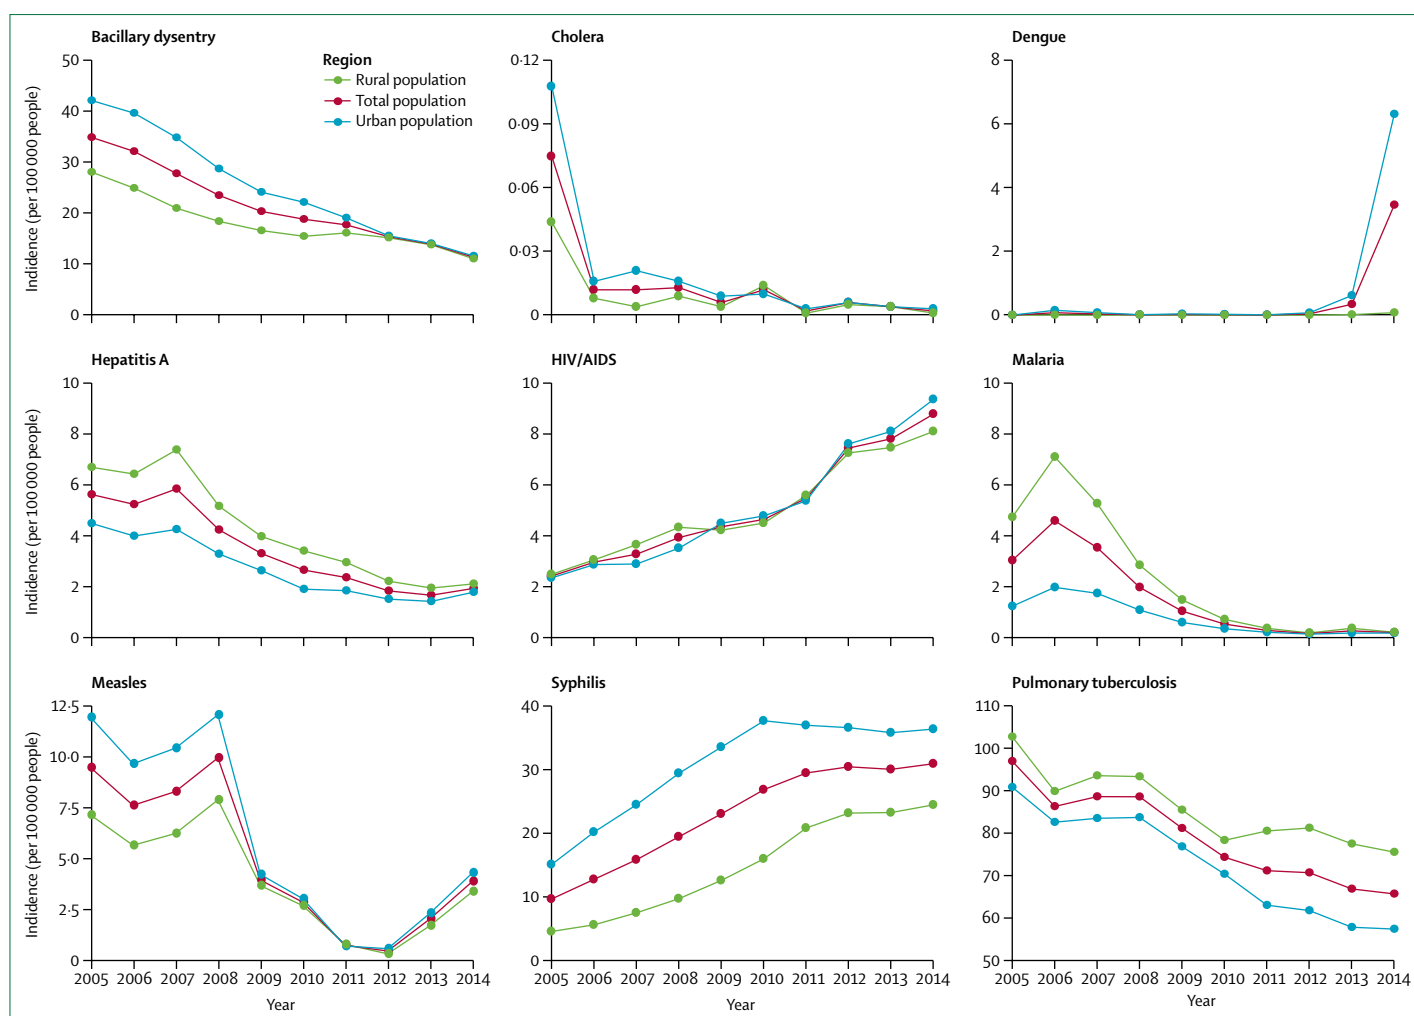 Bacillary dysentry
Cholera
Dengue
Region
Rural population
Total population
Urban population
Indidence (per 100 000 people)
50
40
30
20
10
0
0·12
0·09
0·06
0·03
0
8
6
4
2
0
Hepatitis A
HIV/AIDS
Malaria
Indidence (per 100 000 people)
10
8
6
4
2
0
10
8
6
4
2
0
10
8
6
4
2
0
Measles
Syphilis
Pulmonary tuberculosis
Indidence (per 100 000 people)
12·5
10·0
7·5
5·0
2·5
0
40
30
20
10
0
110
100
90
80
70
60
50
2005 2006 2007 2008 2009 2010 2011 2012 2013 2014
2005 2006 2007 2008 2009 2010 2011 2012 2013 2014
2005 2006 2007 2008 2009 2010 2011 2012 2013 2014
Year
Year
Year